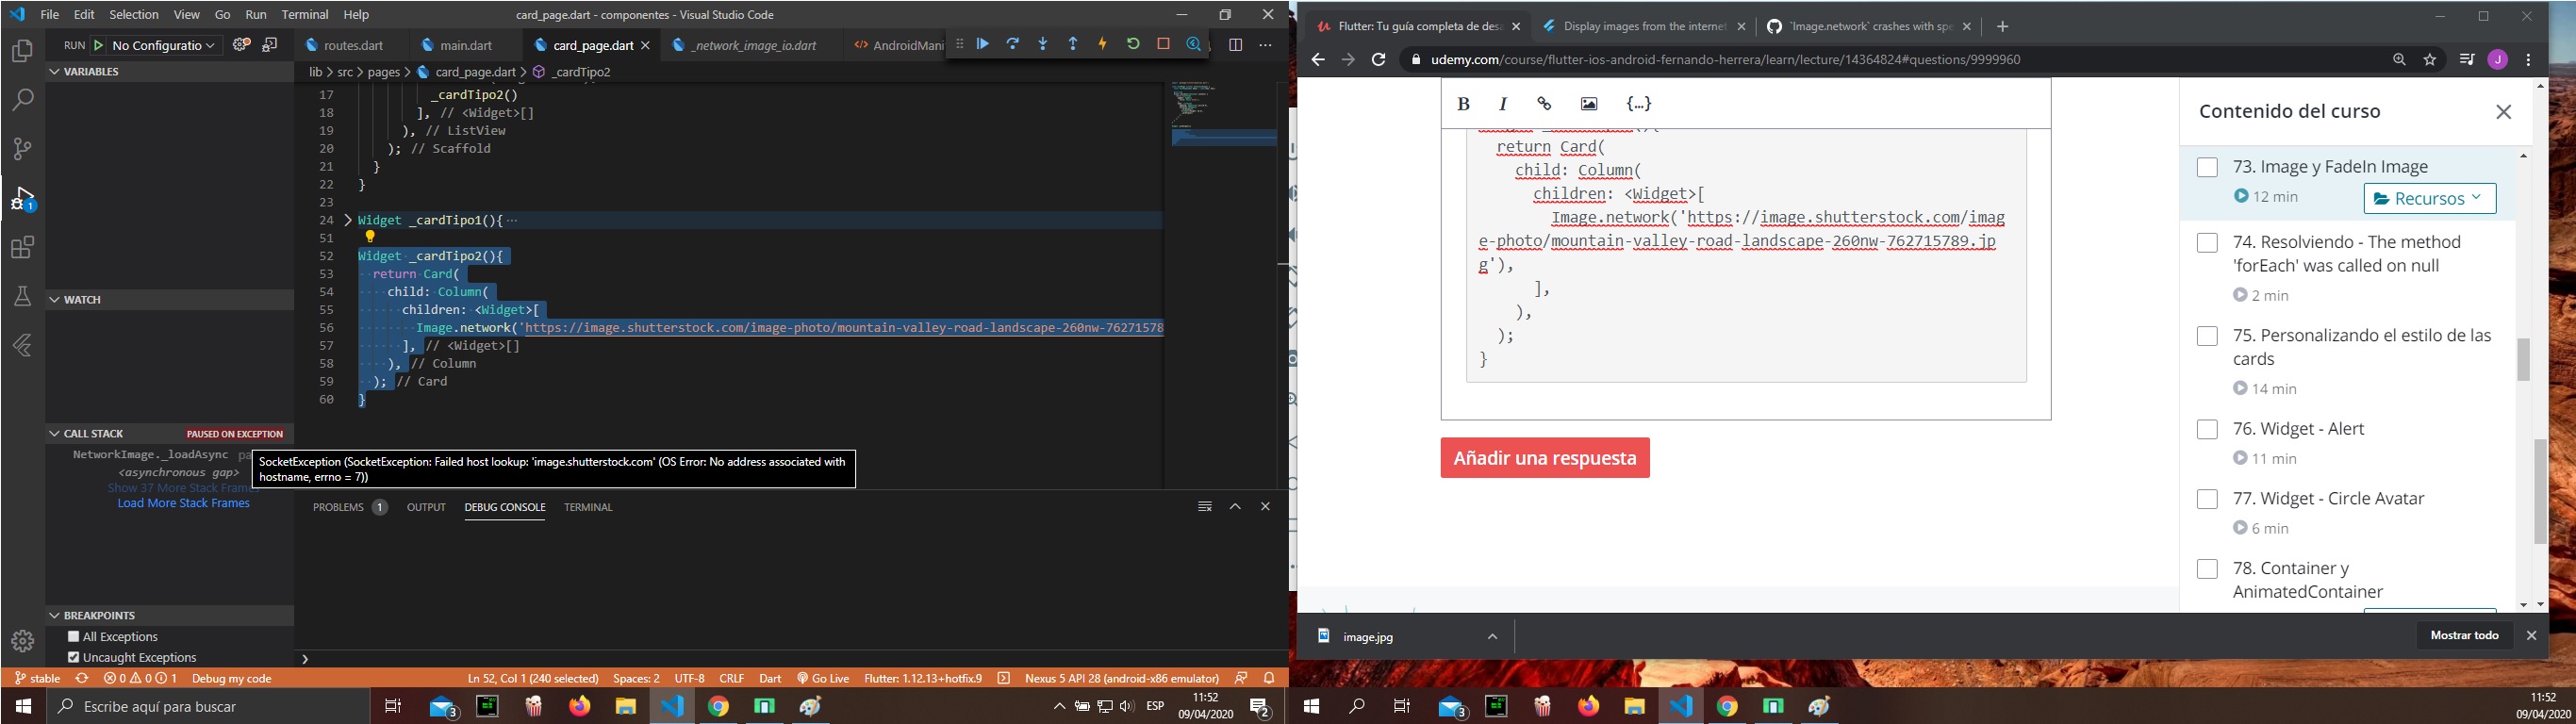 File Edit Selection View Go Run Terminal Help
card_page.dart - componentes - Visual Studio Code
RUN No Configuratio
routes.dart
main.dart
card_page.dart
_network_image_io.dart
AndroidMani
lib > src > pages > card_page.dart > _cardTipo2
VARIABLES
WATCH
CALL STACK PAUSED ON EXCEPTION
NetworkImage._loadAsync pa
<asynchronous gap>
Show 37 More Stack Frames
Load More Stack Frames
BREAKPOINTS
All Exceptions
Uncaught Exceptions
17 _cardTipo2()
18 ], // <Widget>[]
19 ), // ListView
20 ); // Scaffold
21 }
22 }
23
24 Widget _cardTipo1(){ ...
51
52 Widget _cardTipo2(){
53 return Card(
54 child: Column(
55 children: <Widget>[
56 Image.network('https://image.shutterstock.com/image-photo/mountain-valley-road-landscape-260nw-76271578
57 ], // <Widget>[]
58 ), // Column
59 ); // Card
60 }
SocketException (SocketException: Failed host lookup: 'image.shutterstock.com' (OS Error: No address associated with
hostname, errno = 7))
PROBLEMS 1 OUTPUT DEBUG CONSOLE TERMINAL
1
stable 0 0 1 Debug my code
Ln 52, Col 1 (240 selected) Spaces: 2 UTF-8 CRLF Dart Go Live Flutter: 1.12.13+hotfix.9 Nexus 5 API 28 (android-x86 emulator)
Escribe aquí para buscar
3
ESP
11:52
09/04/2020
2
Flutter: Tu guía completa de desa
Display images from the internet
`Image.network` crashes with spe
udemy.com/course/flutter-ios-android-fernando-herrera/learn/lecture/14364824#questions/9999960
J
B I {...}
return Card(
child: Column(
children: <Widget>[
Image.network('https://image.shutterstock.com/imag
e-photo/mountain-valley-road-landscape-260nw-762715789.jp
g'),
],
),
);
}
Añadir una respuesta
Contenido del curso
73. Image y FadeIn Image
12 min
Recursos
74. Resolviendo - The method
'forEach' was called on null
2 min
75. Personalizando el estilo de las
cards
14 min
76. Widget - Alert
11 min
77. Widget - Circle Avatar
6 min
78. Container y
AnimatedContainer
image.jpg
Mostrar todo
3
11:52
09/04/2020